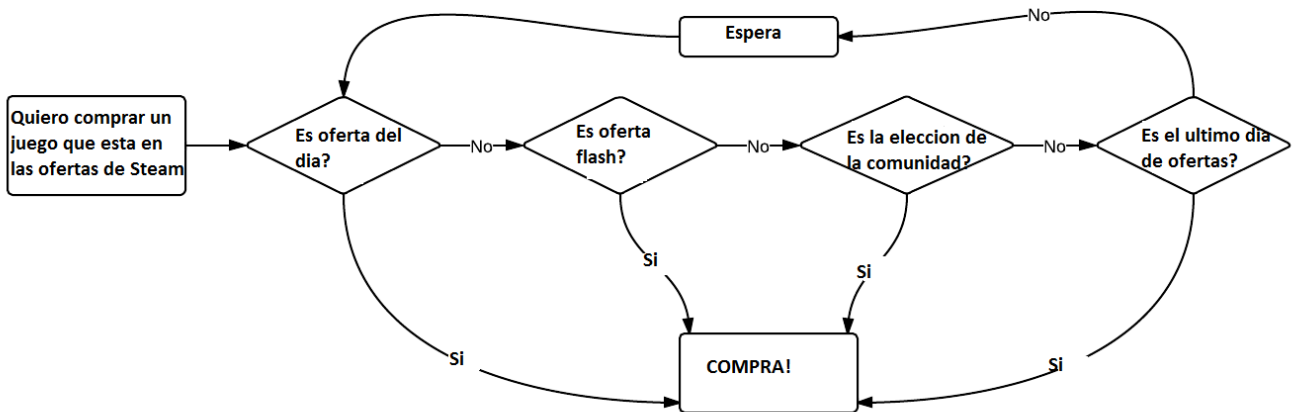 No
Espera
Quiero comprar un
juego que esta en
las ofertas de Steam
Es oferta del
dia?
No
Es oferta
flash?
No
Es la eleccion de
la comunidad?
No
Es el ultimo dia
de ofertas?
Si
Si
Si
Si
COMPRA!